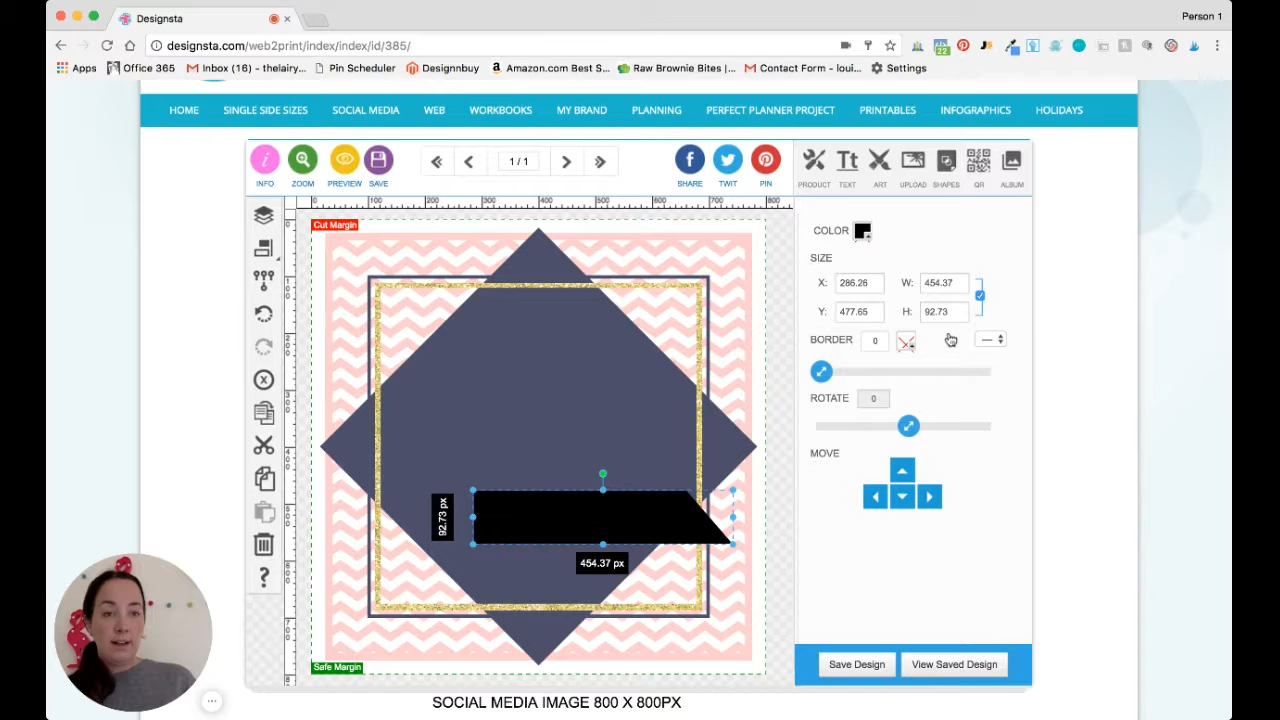 Designsta
Person 1
designsta.com/web2print/index/index/id/385/
22
Apps
Office 365
Inbox (16) - thelairy...
Pin Scheduler
Designnbuy
Amazon.com Best S...
Raw Brownie Bites |...
Contact Form - loui...
Settings
HOME
SINGLE SIDE SIZES
SOCIAL MEDIA
WEB
WORKBOOKS
MY BRAND
PLANNING
PERFECT PLANNER PROJECT
PRINTABLES
INFOGRAPHICS
HOLIDAYS
INFO
ZOOM
PREVIEW
SAVE
1 / 1
SHARE
TWIT
PIN
PRODUCT
TEXT
ART
UPLOAD
SHAPES
QR
ALBUM
0
100
200
300
400
500
600
700
800
Cut Margin
COLOR
SIZE
X: 286.26
W: 454.37
Y: 477.65
H: 92.73
BORDER 0
ROTATE 0
MOVE
92.73 px
454.37 px
Safe Margin
Save Design
View Saved Design
SOCIAL MEDIA IMAGE 800 X 800PX